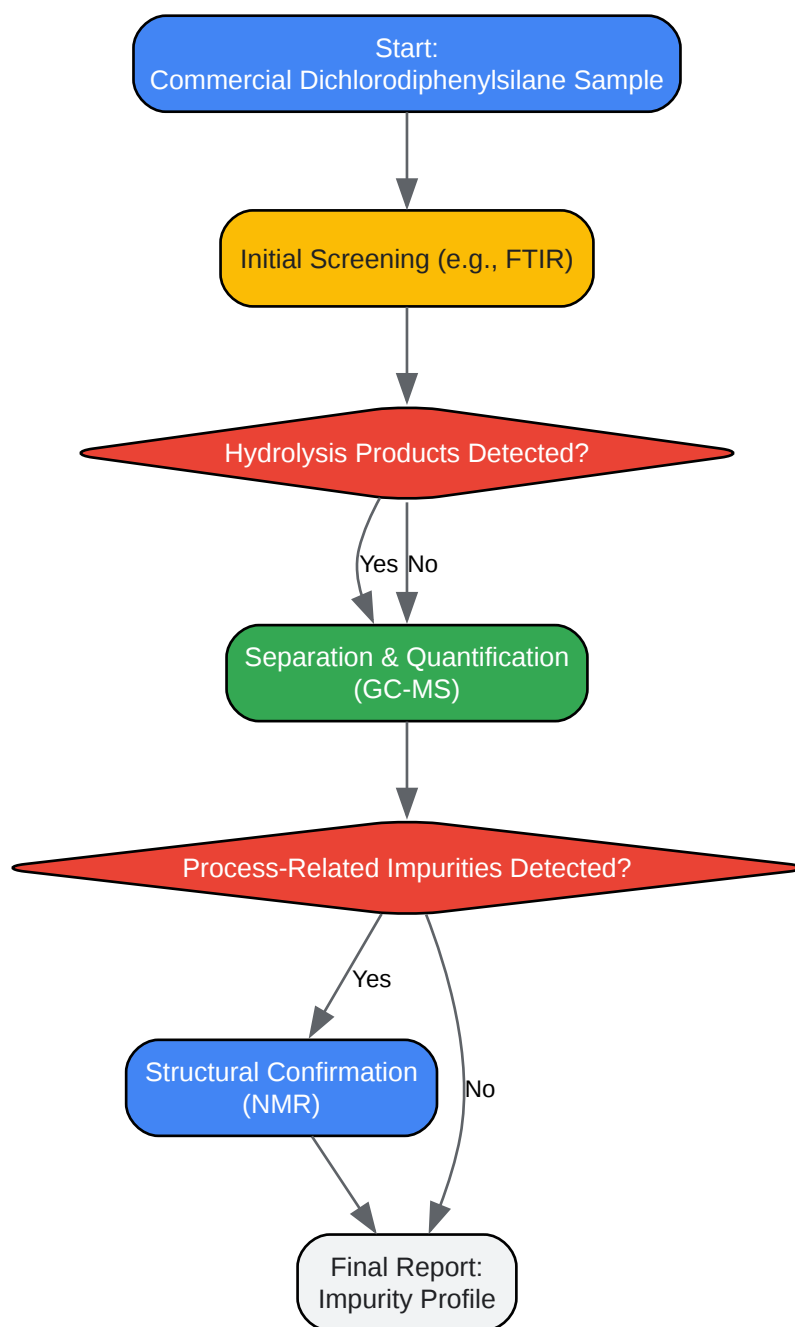 Start:
Commercial Dichlorodiphenylsilane Sample
Initial Screening (e.g., FTIR)
Hydrolysis Products Detected?
Yes
No
Separation & Quantification
(GC-MS)
Process-Related Impurities Detected?
Yes
Structural Confirmation
(NMR)
No
Final Report:
Impurity Profile